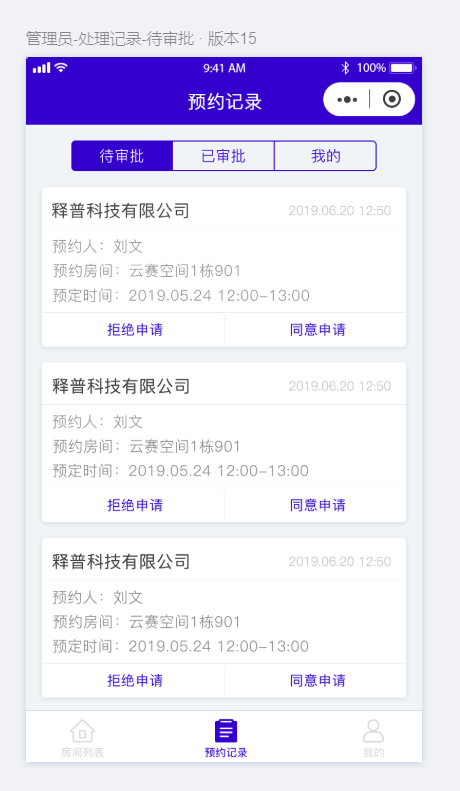 管理员-处理记录-待审批 · 版本15
9:41 AM
100%
预约记录
待审批
已审批
我的
释普科技有限公司
2019.06.20 12:50
预约人：刘文
预约房间：云赛空间1栋901
预定时间：2019.05.24 12:00-13:00
拒绝申请
同意申请
释普科技有限公司
2019.06.20 12:50
预约人：刘文
预约房间：云赛空间1栋901
预定时间：2019.05.24 12:00-13:00
拒绝申请
同意申请
释普科技有限公司
2019.06.20 12:50
预约人：刘文
预约房间：云赛空间1栋901
预定时间：2019.05.24 12:00-13:00
拒绝申请
同意申请
房间列表
预约记录
我的